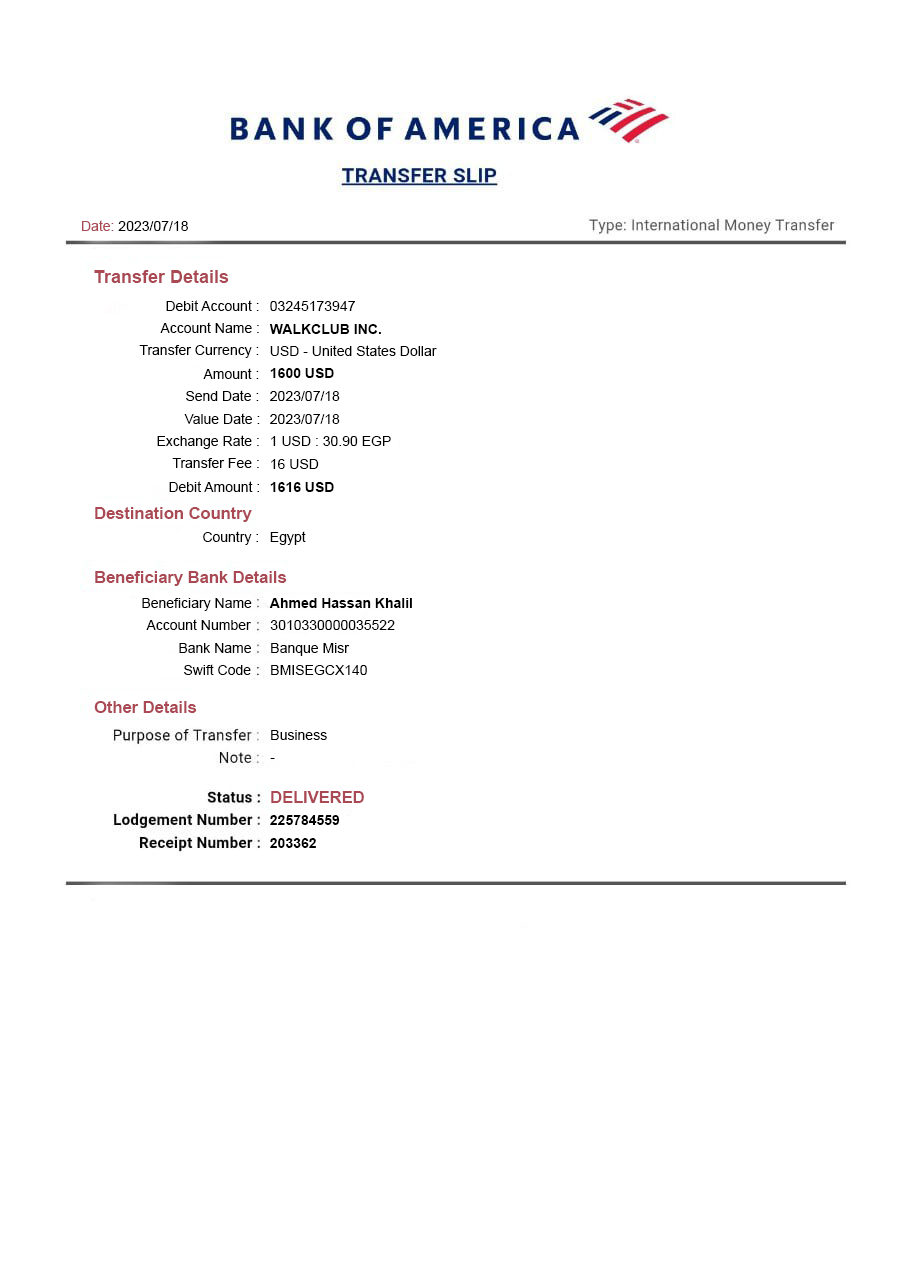 BANK OF AMERICA
TRANSFER SLIP
Date: 2023/07/18 Type: International Money Transfer
Transfer Details
Debit Account : 03245173947
Account Name : WALKCLUB INC.
Transfer Currency : USD - United States Dollar
Amount : 1600 USD
Send Date : 2023/07/18
Value Date : 2023/07/18
Exchange Rate : 1 USD : 30.90 EGP
Transfer Fee : 16 USD
Debit Amount : 1616 USD
Destination Country
Country : Egypt
Beneficiary Bank Details
Beneficiary Name : Ahmed Hassan Khalil
Account Number : 3010330000035522
Bank Name : Banque Misr
Swift Code : BMISEGCX140
Other Details
Purpose of Transfer : Business
Note : -
Status : DELIVERED
Lodgement Number : 225784559
Receipt Number : 203362